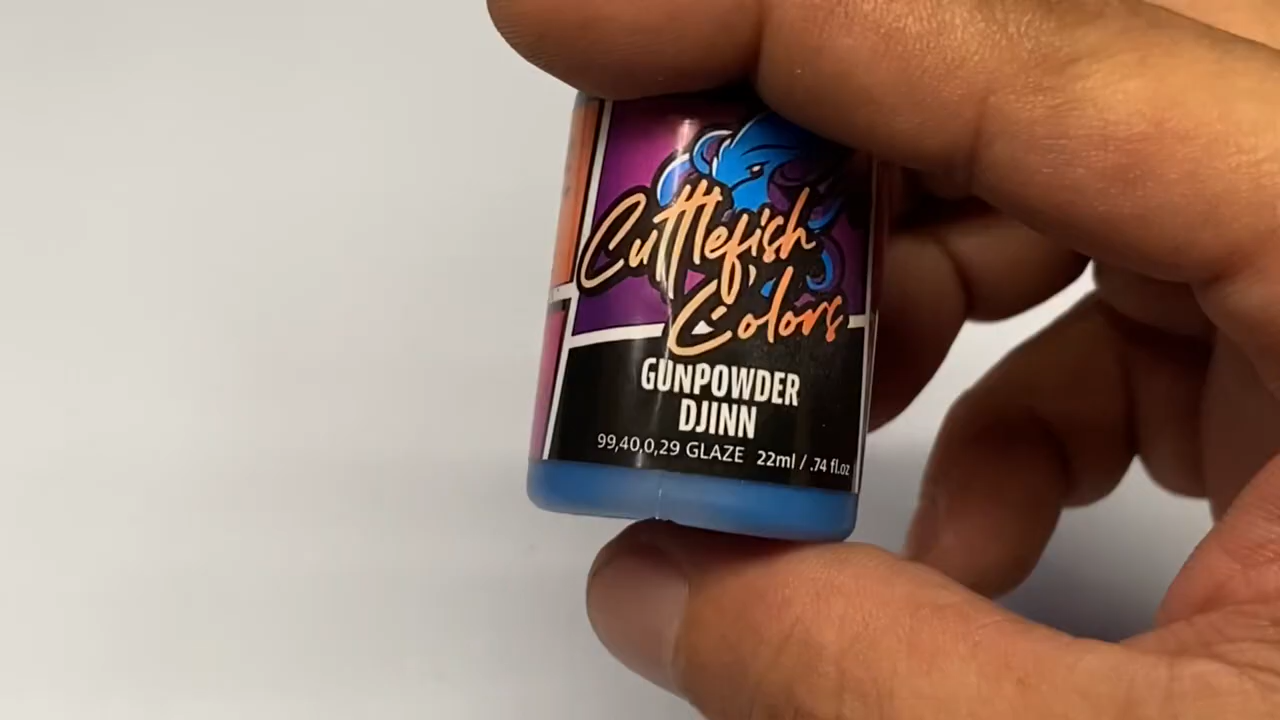 Cuttlefish
Colors
GUNPOWDER
DJINN
99,40,0,29 GLAZE 22ml / .74 fl.oz